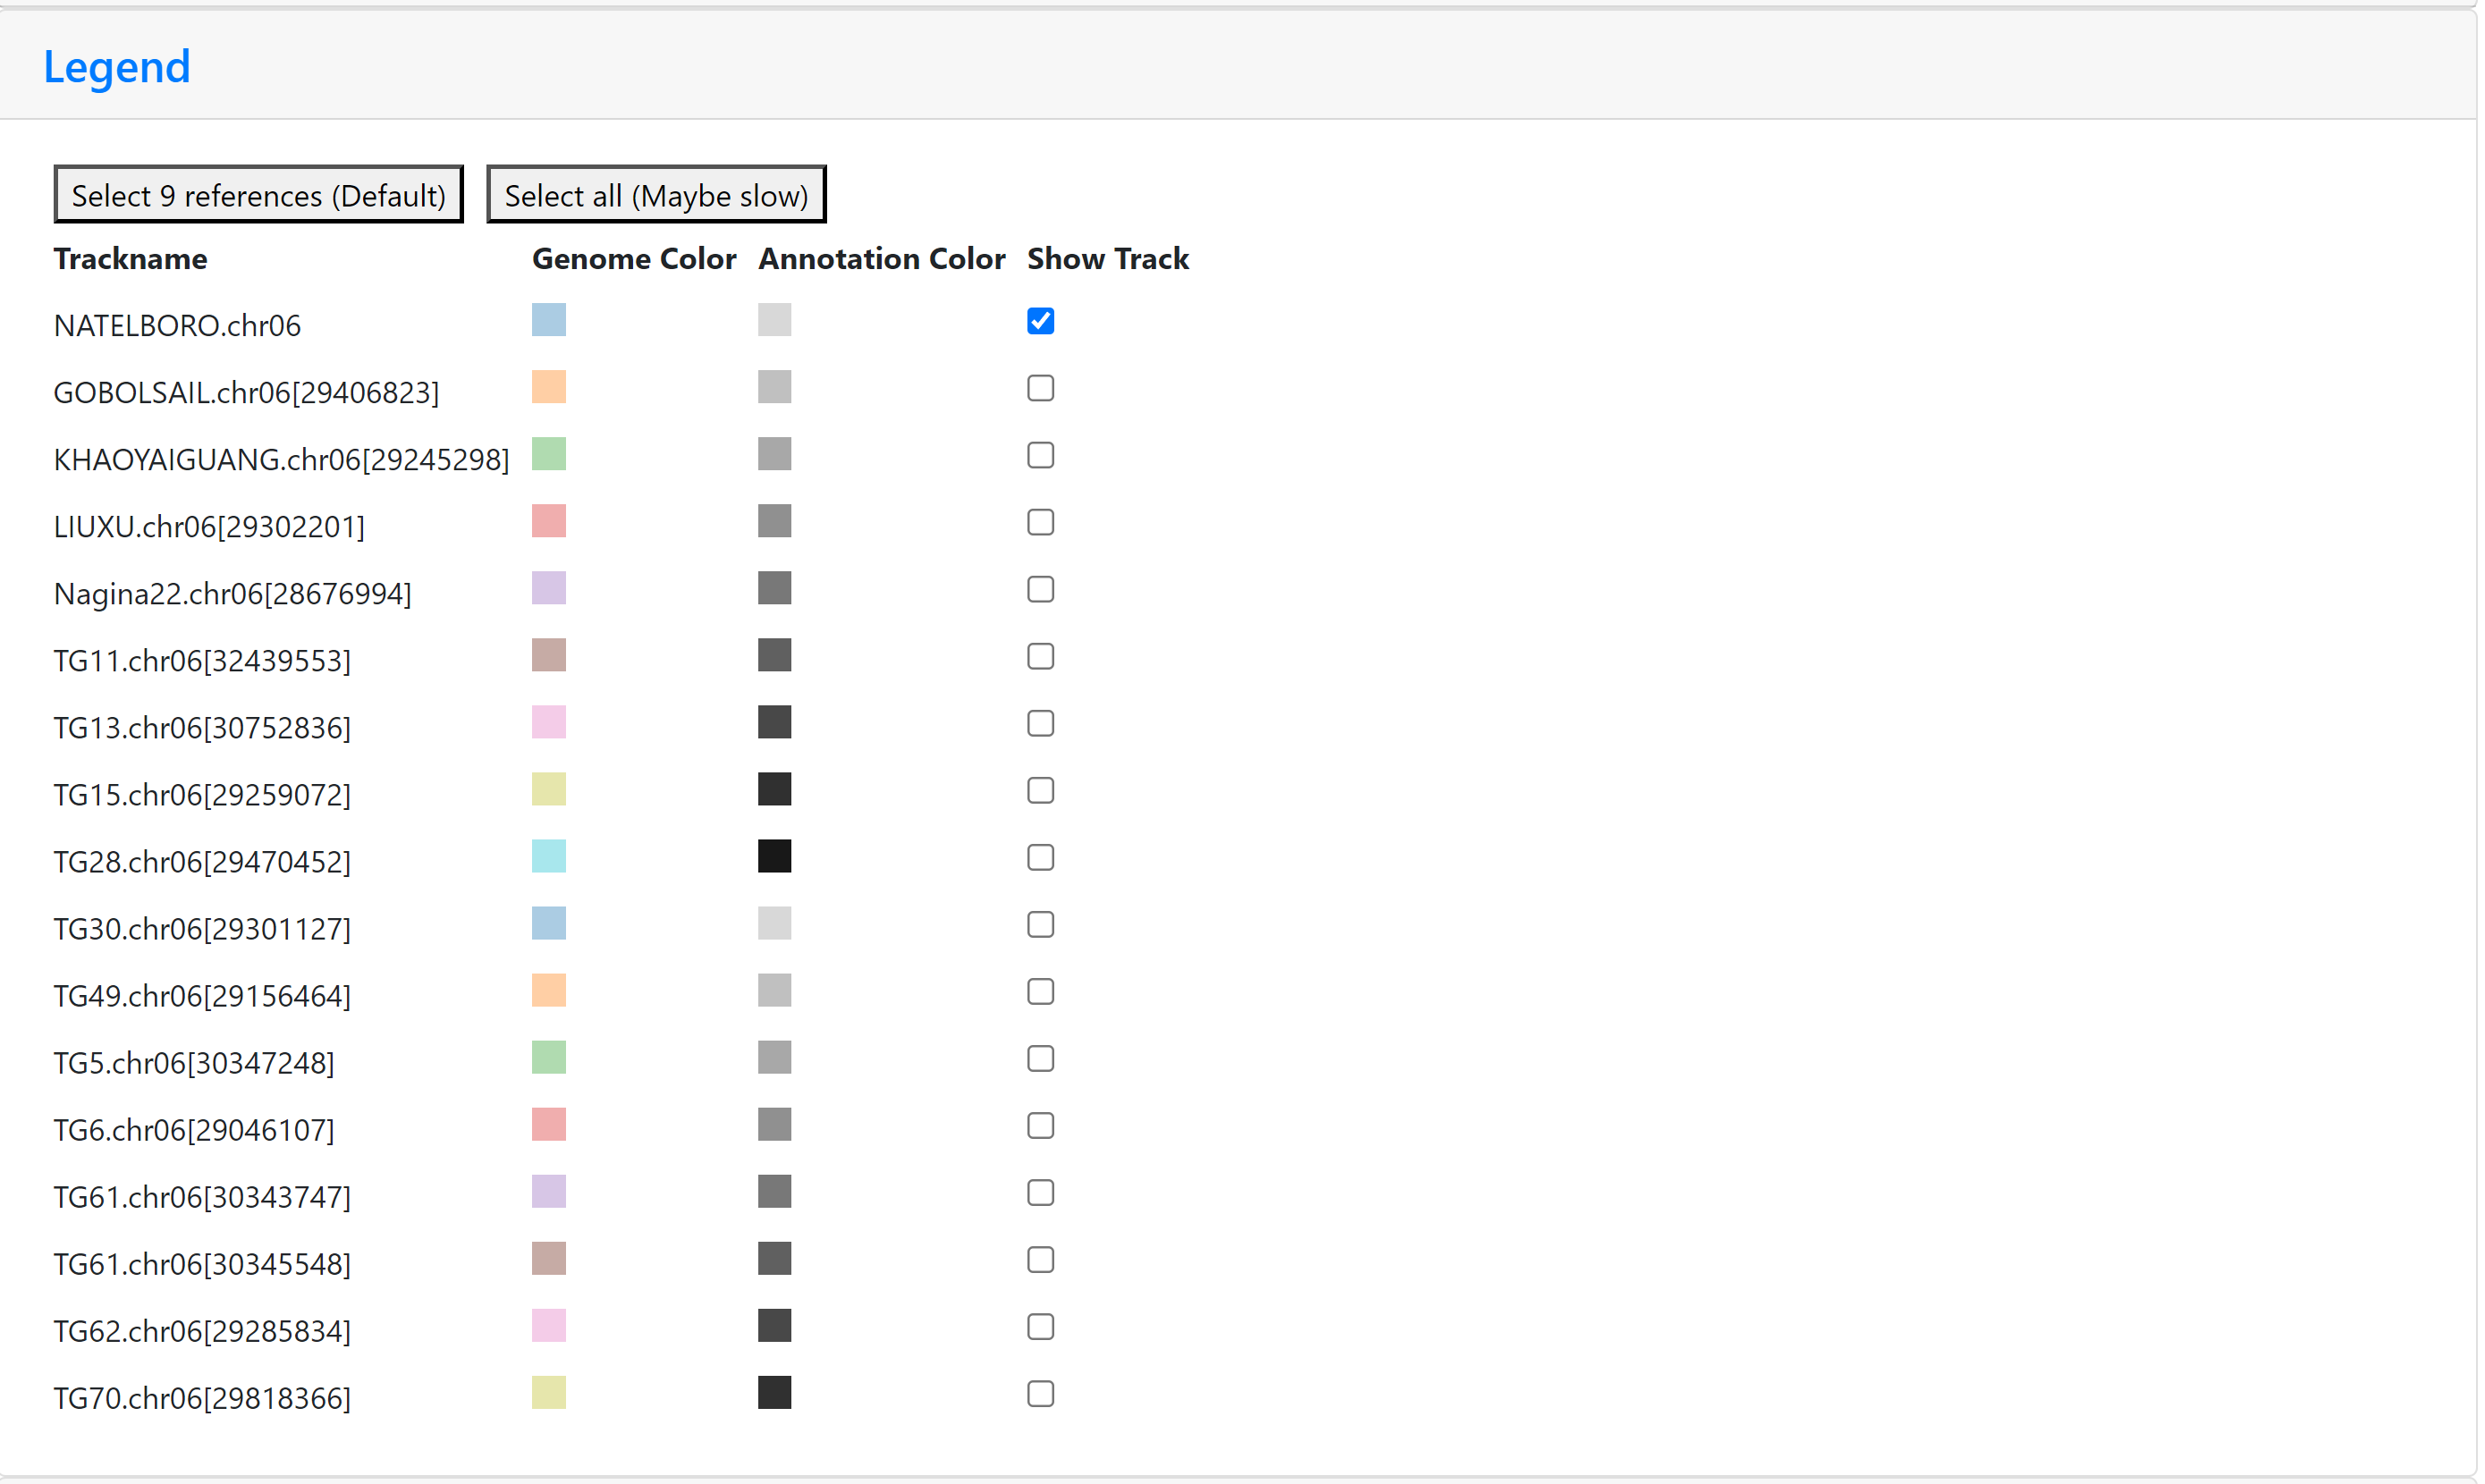 Legend
Select 9 references (Default) Select all (Maybe slow)
Trackname Genome Color Annotation Color Show Track
NATELBORO.chr06
GOBOLSAIL.chr06[29406823]
KHAOYAIGUANG.chr06[29245298]
LIUXU.chr06[29302201]
Nagina22.chr06[28676994]
TG11.chr06[32439553]
TG13.chr06[30752836]
TG15.chr06[29259072]
TG28.chr06[29470452]
TG30.chr06[29301127]
TG49.chr06[29156464]
TG5.chr06[30347248]
TG6.chr06[29046107]
TG61.chr06[30343747]
TG61.chr06[30345548]
TG62.chr06[29285834]
TG70.chr06[29818366]